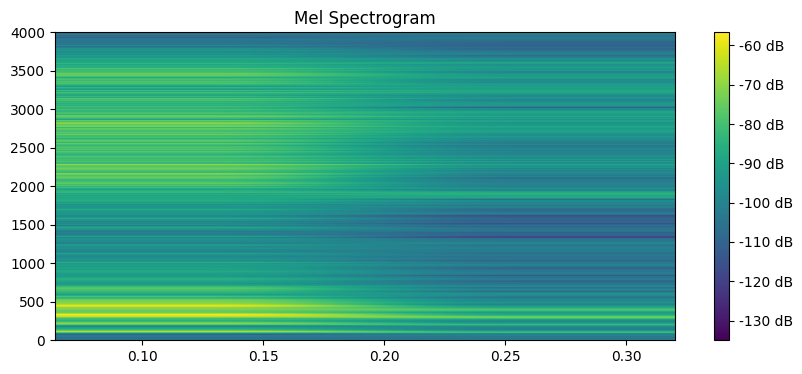 Mel Spectrogram
4000
3500
3000
2500
2000
1500
1000
500
0
0.10 0.15 0.20 0.25 0.30
-60 dB
-70 dB
-80 dB
-90 dB
-100 dB
-110 dB
-120 dB
-130 dB